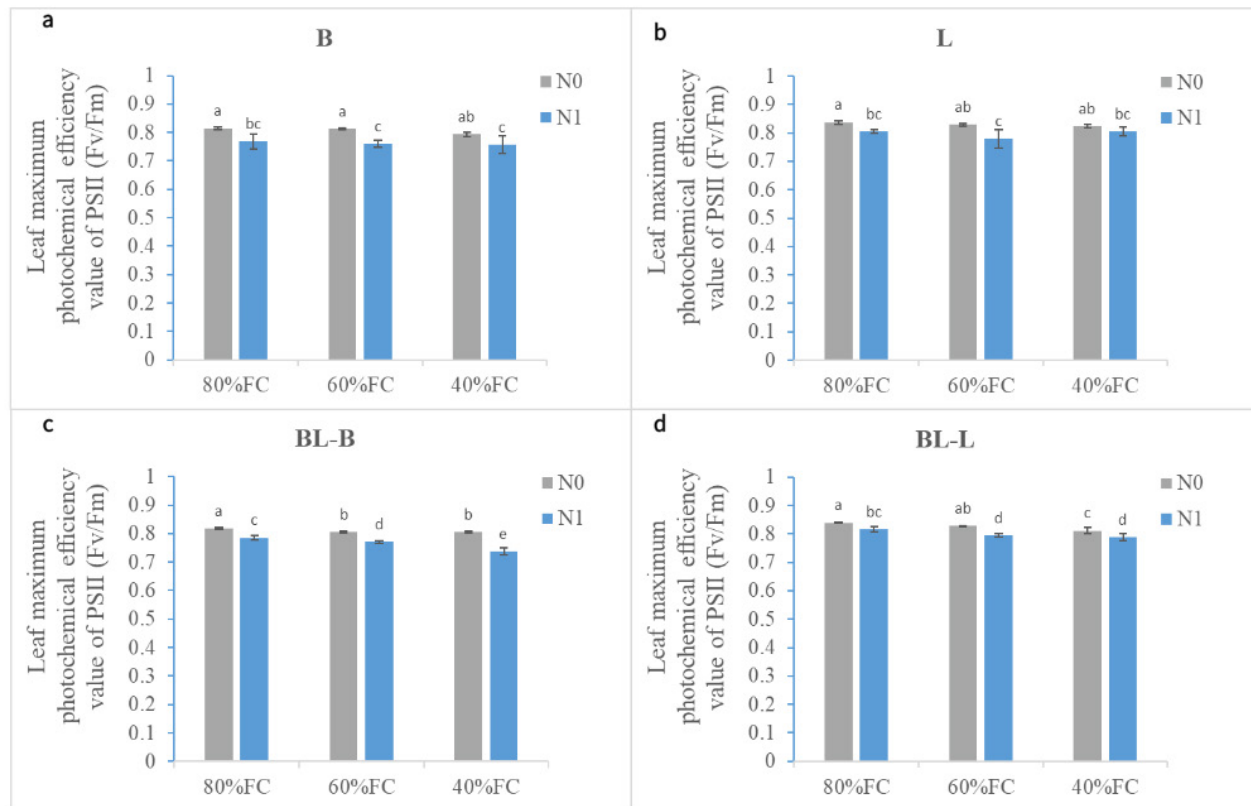 a
B
Leaf maximum
photochemical efficiency
value of PSII (Fv/Fm)
1
0.9
0.8
0.7
0.6
0.5
0.4
0.3
0.2
0.1
0
a
bc
a
c
ab
c
N0
N1
80%FC
60%FC
40%FC
b
L
Leaf maximum
photochemical efficiency
value of PSII (Fv/Fm)
1
0.9
0.8
0.7
0.6
0.5
0.4
0.3
0.2
0.1
0
a
bc
ab
c
ab
bc
N0
N1
80%FC
60%FC
40%FC
c
BL-B
Leaf maximum
photochemical efficiency
value of PSII (Fv/Fm)
1
0.9
0.8
0.7
0.6
0.5
0.4
0.3
0.2
0.1
0
a
c
b
d
b
e
N0
N1
80%FC
60%FC
40%FC
d
BL-L
Leaf maximum
photochemical efficiency
value of PSII (Fv/Fm)
1
0.9
0.8
0.7
0.6
0.5
0.4
0.3
0.2
0.1
0
a
bc
ab
d
c
d
N0
N1
80%FC
60%FC
40%FC